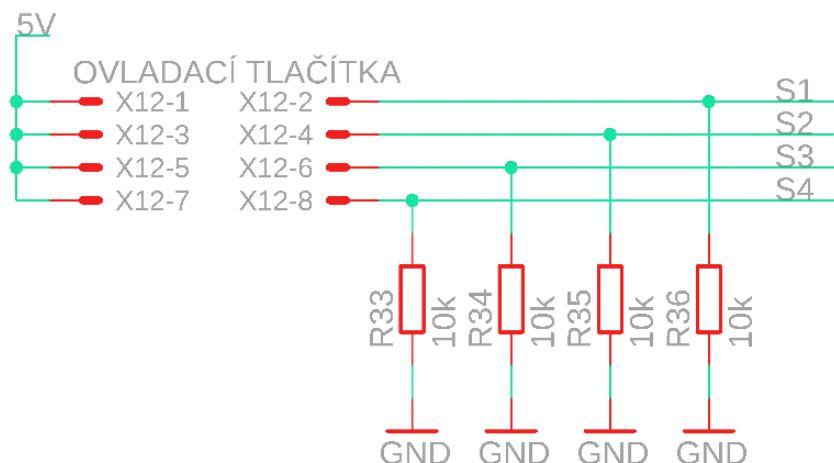 5V
OVLADACÍ TLAČÍTKA
X12-1 X12-2 S1
X12-3 X12-4 S2
X12-5 X12-6 S3
X12-7 X12-8 S4
R33 10k R34 10k R35 10k R36 10k
GND GND GND GND